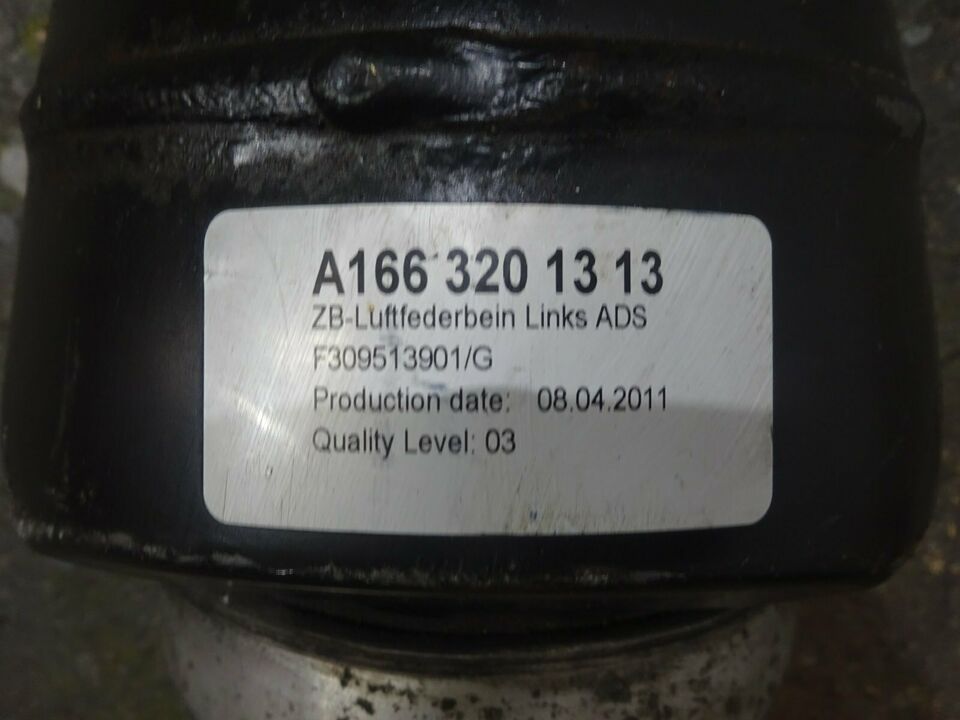 A166 320 13 13
ZB-Luftfederbein Links ADS
F309513901/G
Production date: 08.04.2011
Quality Level: 03